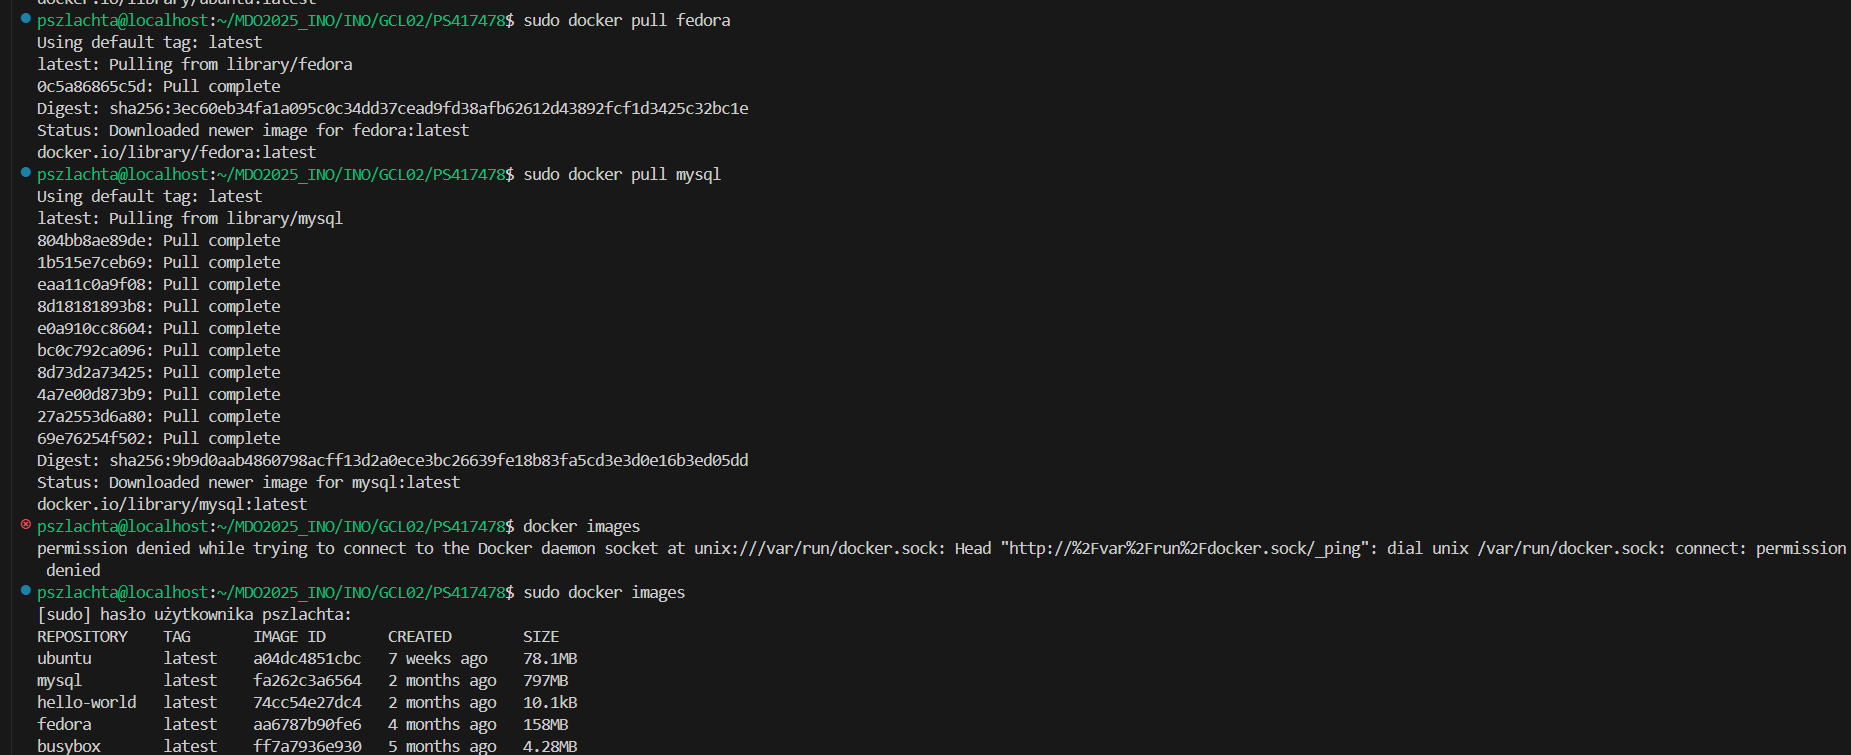 docker.io/library/ubuntu:latest
pszlachta@localhost:~/MDO2025_INO/INO/GCL02/PS417478$ sudo docker pull fedora
Using default tag: latest
latest: Pulling from library/fedora
0c5a86865c5d: Pull complete
Digest: sha256:3ec60eb34fa1a095c0c34dd37cead9fd38afb62612d43892fcf1d3425c32bc1e
Status: Downloaded newer image for fedora:latest
docker.io/library/fedora:latest
pszlachta@localhost:~/MDO2025_INO/INO/GCL02/PS417478$ sudo docker pull mysql
Using default tag: latest
latest: Pulling from library/mysql
804bb8ae89de: Pull complete
1b515e7ceb69: Pull complete
eaa11c0a9f08: Pull complete
8d18181893b8: Pull complete
e0a910cc8604: Pull complete
bc0c792ca096: Pull complete
8d73d2a73425: Pull complete
4a7e00d873b9: Pull complete
27a2553d6a80: Pull complete
69e76254f502: Pull complete
Digest: sha256:9b9d0aab4860798acff13d2a0ece3bc26639fe18b83fa5cd3e3d0e16b3ed05dd
Status: Downloaded newer image for mysql:latest
docker.io/library/mysql:latest
pszlachta@localhost:~/MDO2025_INO/INO/GCL02/PS417478$ docker images
permission denied while trying to connect to the Docker daemon socket at unix:///var/run/docker.sock: Head "http://%2Fvar%2Frun%2Fdocker.sock/_ping": dial unix /var/run/docker.sock: connect: permission
denied
pszlachta@localhost:~/MDO2025_INO/INO/GCL02/PS417478$ sudo docker images
[sudo] hasło użytkownika pszlachta:
REPOSITORY TAG IMAGE ID CREATED SIZE
ubuntu latest a04dc4851cbc 7 weeks ago 78.1MB
mysql latest fa262c3a6564 2 months ago 797MB
hello-world latest 74cc54e27dc4 2 months ago 10.1kB
fedora latest aa6787b90fe6 4 months ago 158MB
busybox latest ff7a7936e930 5 months ago 4.28MB